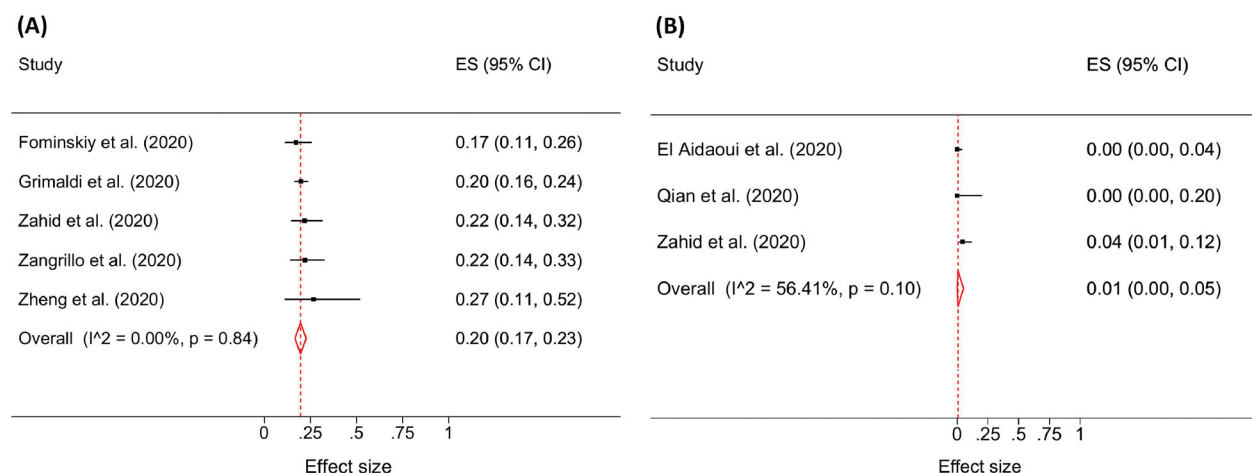 (A)
Study ES (95% CI)
Fominskiy et al. (2020) 0.17 (0.11, 0.26)
Grimaldi et al. (2020) 0.20 (0.16, 0.24)
Zahid et al. (2020) 0.22 (0.14, 0.32)
Zangrillo et al. (2020) 0.22 (0.14, 0.33)
Zheng et al. (2020) 0.27 (0.11, 0.52)
Overall (I^2 = 0.00%, p = 0.84) 0.20 (0.17, 0.23)
0 .25 .5 .75 1
Effect size
(B)
Study ES (95% CI)
El Aidaoui et al. (2020) 0.00 (0.00, 0.04)
Qian et al. (2020) 0.00 (0.00, 0.20)
Zahid et al. (2020) 0.04 (0.01, 0.12)
Overall (I^2 = 56.41%, p = 0.10) 0.01 (0.00, 0.05)
0 .25 .5 .75 1
Effect size